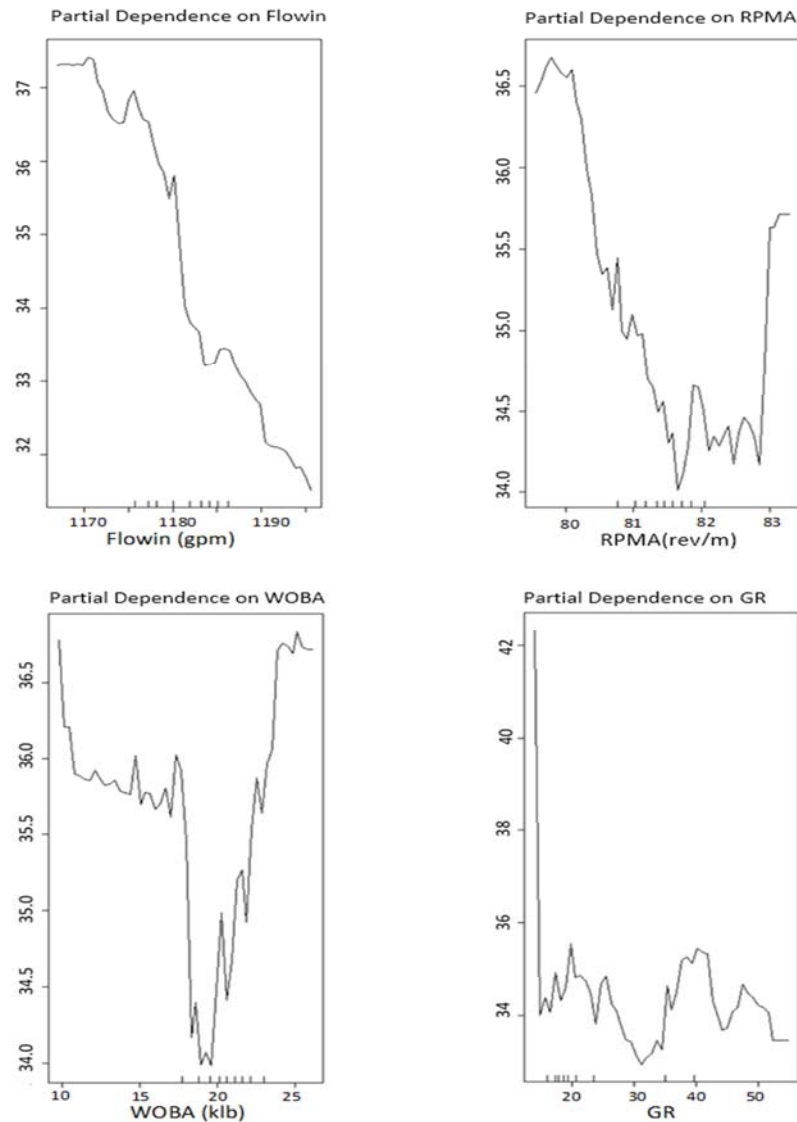 Partial Dependence on Flowin
37
36
35
34
33
32
1170 1180 1190
Flowin (gpm)
Partial Dependence on RPMA
36.5
36.0
35.5
35.0
34.5
34.0
80 81 82 83
RPMA(rev/m)
Partial Dependence on WOBA
36.5
36.0
35.5
35.0
34.5
34.0
10 15 20 25
WOBA (klb)
Partial Dependence on GR
42
40
38
36
34
20 30 40 50
GR